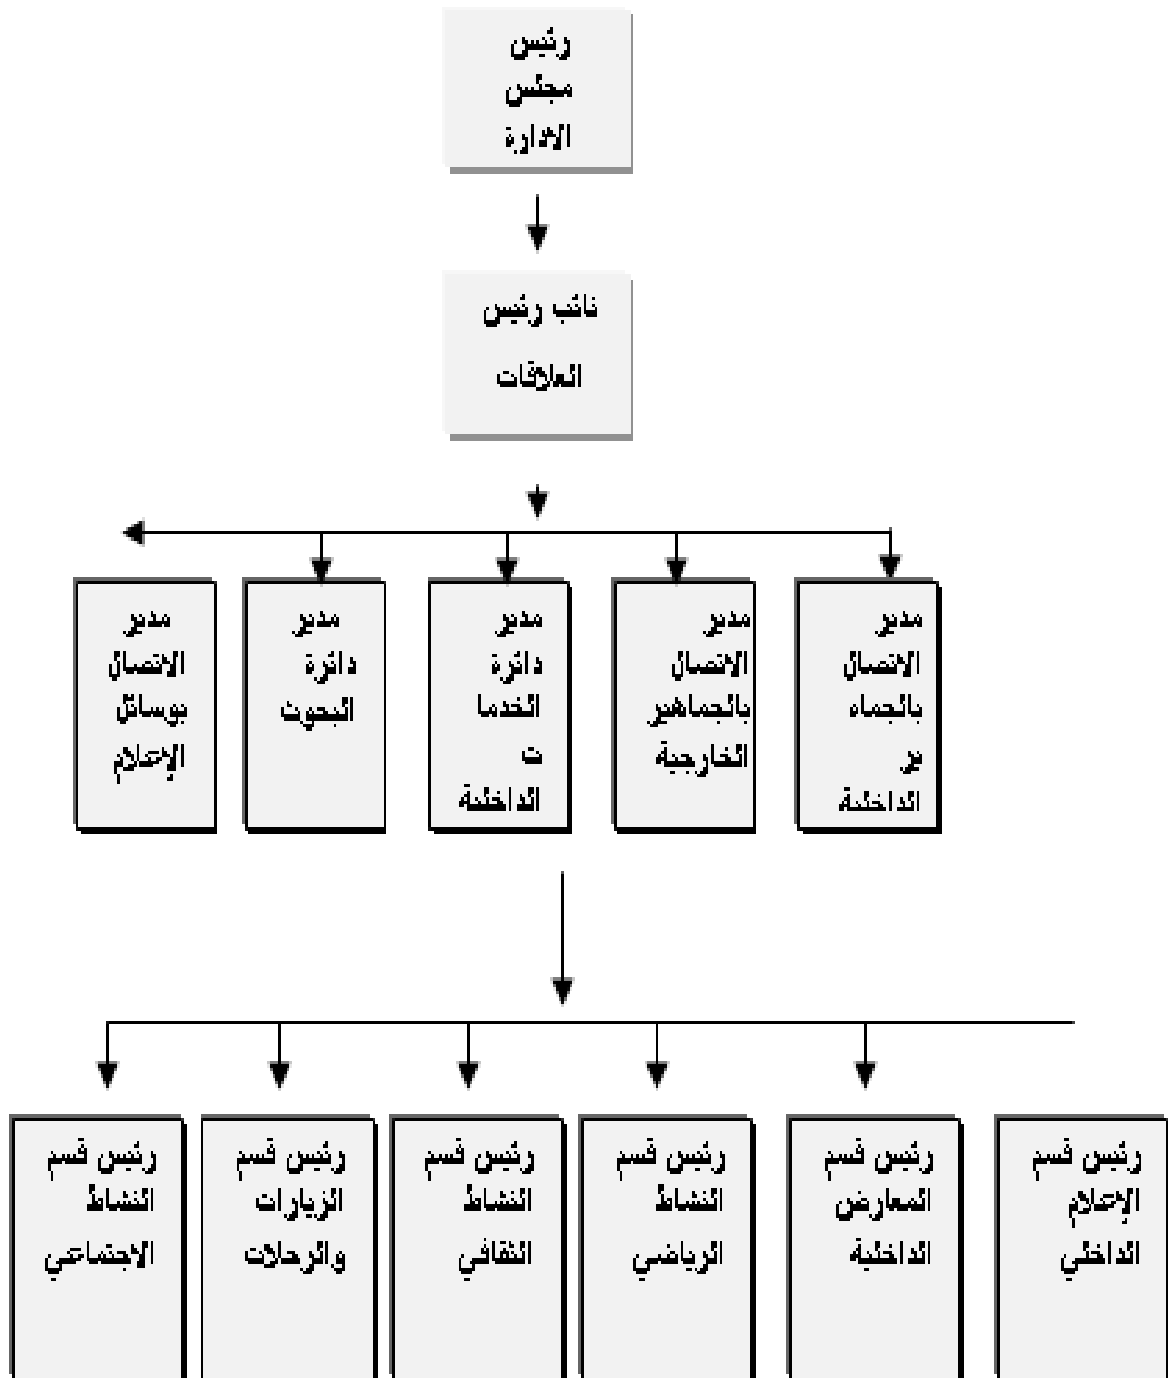 رئيس
مجلس
الادارة
نائب رئيس
العلاقات
مدير
الاتصال
بالجماه
ير
الداخلية
مدير
الاتصال
بالجماهير
الخارجية
مدير
دائرة
الخدما
ت
الداخلية
مدير
دائرة
البحوث
مدير
الاتصال
بوسائل
الإعلام
رئيس قسم
الإعلام
الداخلي
رئيس قسم
المعارض
الداخلية
رئيس قسم
النشاط
الرياضي
رئيس قسم
النشاط
الثقافي
رئيس قسم
الزيارات
والرحلات
رئيس قسم
النشاط
الاجتماعي